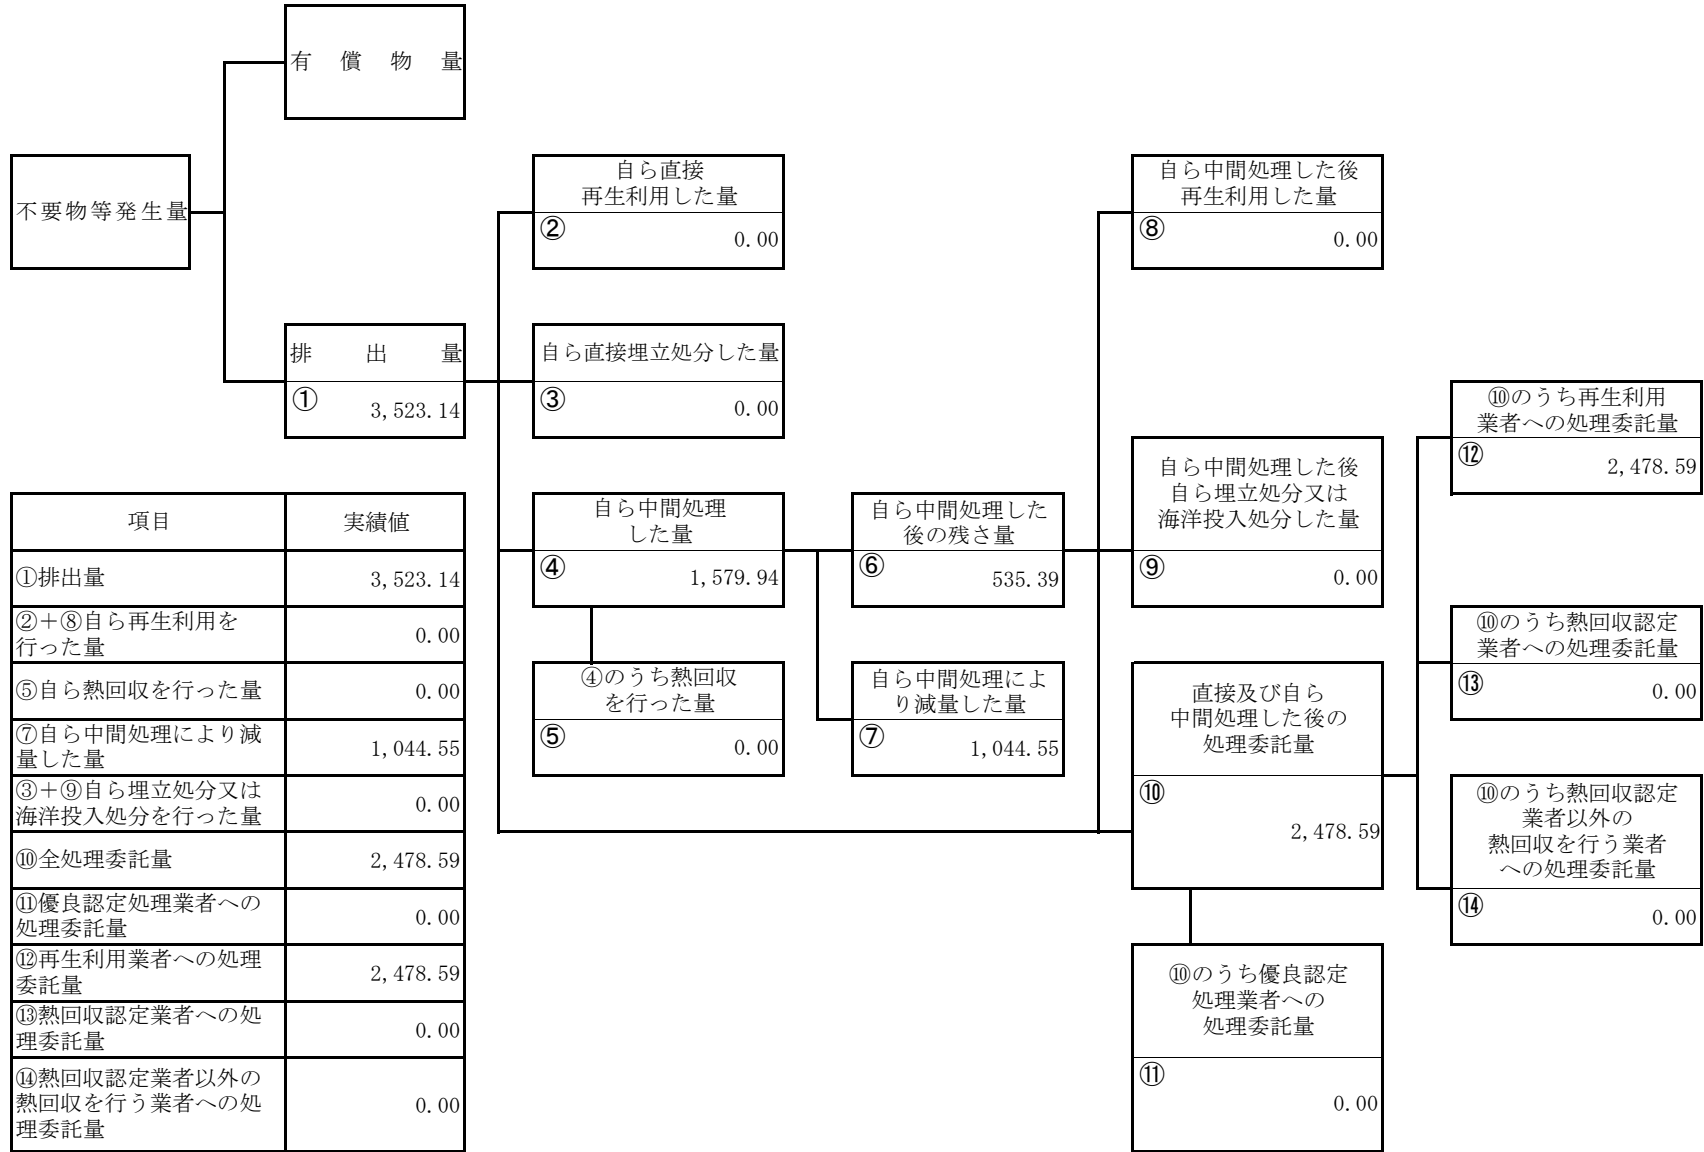 有償物量
不要物等発生量
排出量
① 3,523.14
自ら直接
再生利用した量
② 0.00
自ら直接埋立処分した量
③ 0.00
自ら中間処理
した量
④ 1,579.94
④のうち熱回収
を行った量
⑤ 0.00
自ら中間処理した
後の残さ量
⑥ 535.39
自ら中間処理によ
り減量した量
⑦ 1,044.55
自ら中間処理した後
再生利用した量
⑧ 0.00
自ら中間処理した後
自ら埋立処分又は
海洋投入処分した量
⑨ 0.00
直接及び自ら
中間処理した後の
処理委託量
⑩
2,478.59
⑩のうち優良認定
処理業者への
処理委託量
⑪
0.00
⑩のうち再生利用
業者への処理委託量
⑫ 2,478.59
⑩のうち熱回収認定
業者への処理委託量
⑬ 0.00
⑩のうち熱回収認定
業者以外の
熱回収を行う業者
への処理委託量
⑭ 0.00
項目 実績値
①排出量 3,523.14
②＋⑧自ら再生利用を
行った量 0.00
⑤自ら熱回収を行った量 0.00
⑦自ら中間処理により減
量した量 1,044.55
③＋⑨自ら埋立処分又は
海洋投入処分を行った量 0.00
⑩全処理委託量 2,478.59
⑪優良認定処理業者への
処理委託量 0.00
⑫再生利用業者への処理
委託量 2,478.59
⑬熱回収認定業者への処
理委託量 0.00
⑭熱回収認定業者以外の
熱回収を行う業者への処 0.00
理委託量